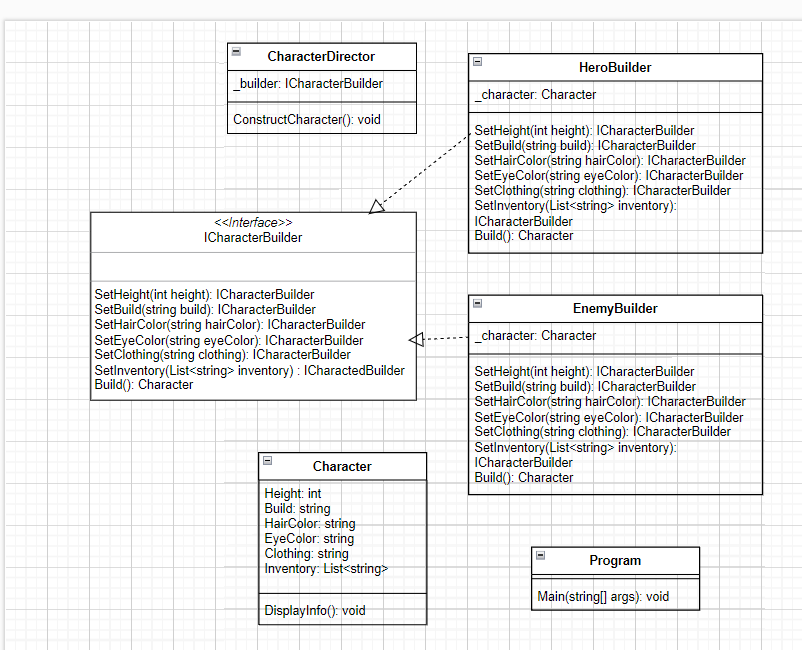 CharacterDirector
_builder: ICharacterBuilder
ConstructCharacter(): void
HeroBuilder
_character: Character
SetHeight(int height): ICharacterBuilder
SetBuild(string build): ICharacterBuilder
SetHairColor(string hairColor): ICharacterBuilder
SetEyeColor(string eyeColor): ICharacterBuilder
SetClothing(string clothing): ICharacterBuilder
SetInventory(List<string> inventory):
ICharacterBuilder
Build(): Character
<<Interface>>
ICharacterBuilder
SetHeight(int height): ICharacterBuilder
SetBuild(string build): ICharacterBuilder
SetHairColor(string hairColor): ICharacterBuilder
SetEyeColor(string eyeColor): ICharacterBuilder
SetClothing(string clothing): ICharacterBuilder
SetInventory(List<string> inventory) : ICharactedBuilder
Build(): Character
EnemyBuilder
_character: Character
SetHeight(int height): ICharacterBuilder
SetBuild(string build): ICharacterBuilder
SetHairColor(string hairColor): ICharacterBuilder
SetEyeColor(string eyeColor): ICharacterBuilder
SetClothing(string clothing): ICharacterBuilder
SetInventory(List<string> inventory):
ICharacterBuilder
Build(): Character
Character
Height: int
Build: string
HairColor: string
EyeColor: string
Clothing: string
Inventory: List<string>
DisplayInfo(): void
Program
Main(string[] args): void